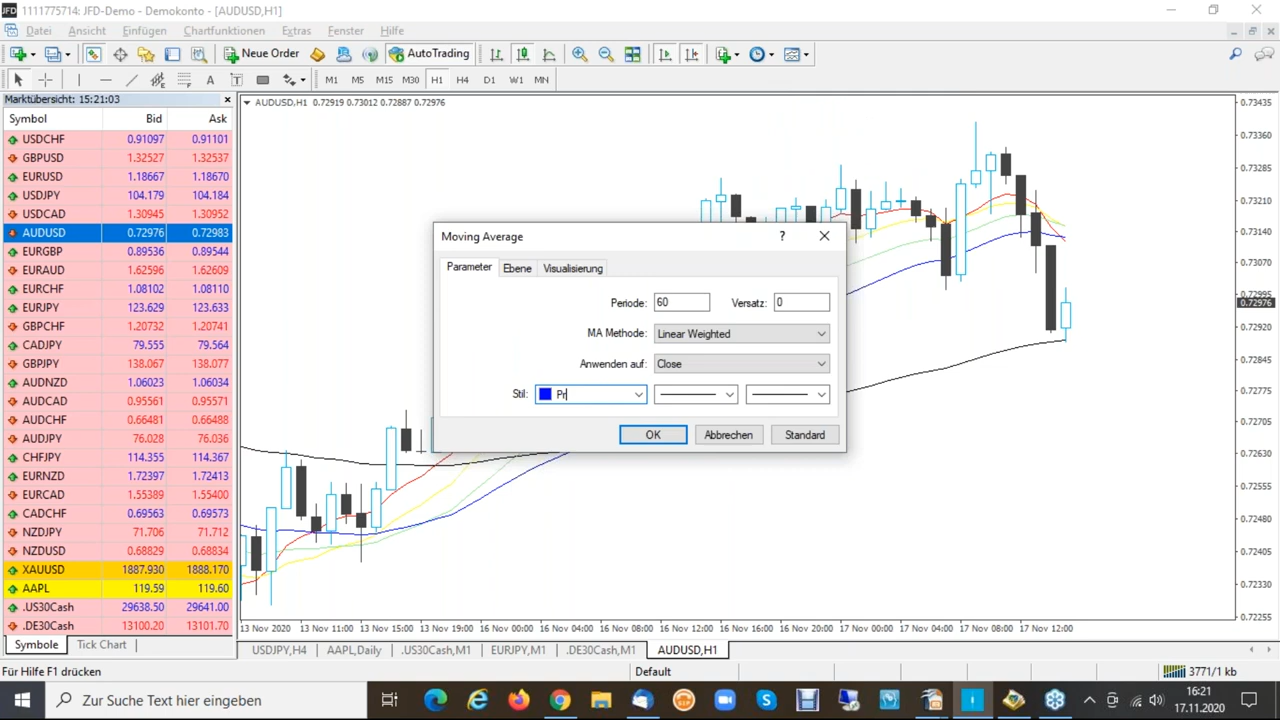 JFD 1111775714: JFD-Demo - Demokonto - [AUDUSD,H1]
Datei Ansicht Einfügen Chartfunktionen Extras Fenster Hilfe
New Order AutoTrading
A T M1 M5 M15 M30 H1 H4 D1 W1 MN
Marktübersicht: 15:21:03
Symbol Bid Ask
USDCHF 0.91097 0.91101
GBPUSD 1.32527 1.32537
EURUSD 1.18667 1.18670
USDJPY 104.179 104.184
USDCAD 1.30945 1.30952
AUDUSD 0.72976 0.72983
EURGBP 0.89536 0.89544
EURAUD 1.62596 1.62609
EURCHF 1.08102 1.08110
EURJPY 123.629 123.633
GBPCHF 1.20732 1.20741
CADJPY 79.555 79.564
GBPJPY 138.067 138.077
AUDNZD 1.06023 1.06034
AUDCAD 0.95561 0.95571
AUDCHF 0.66481 0.66488
AUDJPY 76.028 76.036
CHFJPY 114.355 114.367
EURNZD 1.72397 1.72413
EURCAD 1.55389 1.55400
CADCHF 0.69563 0.69573
NZDJPY 71.706 71.712
NZDUSD 0.68829 0.68834
XAUUSD 1887.930 1888.170
AAPL 119.59 119.60
.US30Cash 29638.50 29641.00
.DE30Cash 13100.20 13101.70
Symbole Tick Chart
AUDUSD,H1 0.72919 0.73012 0.72887 0.72976
Moving Average ?
Parameter Ebene Visualisierung
Periode: 60 Versatz: 0
MA Methode: Linear Weighted
Anwenden auf: Close
Stil: Pr
OK Abbrechen Standard
0.73435
0.73360
0.73285
0.73210
0.73140
0.73070
0.72995
0.72976
0.72920
0.72845
0.72775
0.72705
0.72630
0.72555
0.72480
0.72405
0.72330
0.72255
13 Nov 2020 13 Nov 11:00 13 Nov 15:00 13 Nov 19:00 16 Nov 00:00 16 Nov 04:00 16 Nov 08:00 16 Nov 12:00 16 Nov 16:00 16 Nov 20:00 17 Nov 00:00 17 Nov 04:00 17 Nov 08:00 17 Nov 12:00
USDJPY,H4 AAPL,Daily .US30Cash,M1 EURJPY,M1 .DE30Cash,M1 AUDUSD,H1
Für Hilfe F1 drücken Default 3771/1 kb
Zur Suche Text hier eingeben
16:21
17.11.2020